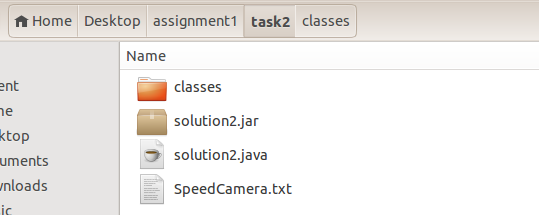 Home Desktop assignment1 task2 classes
Name
classes
solution2.jar
solution2.java
SpeedCamera.txt